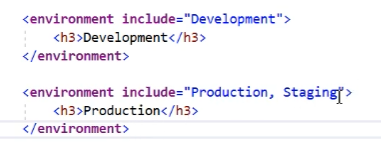 <environment include="Development">
<h3>Development</h3>
</environment>
<environment include="Production, Staging">
<h3>Production</h3>
</environment>